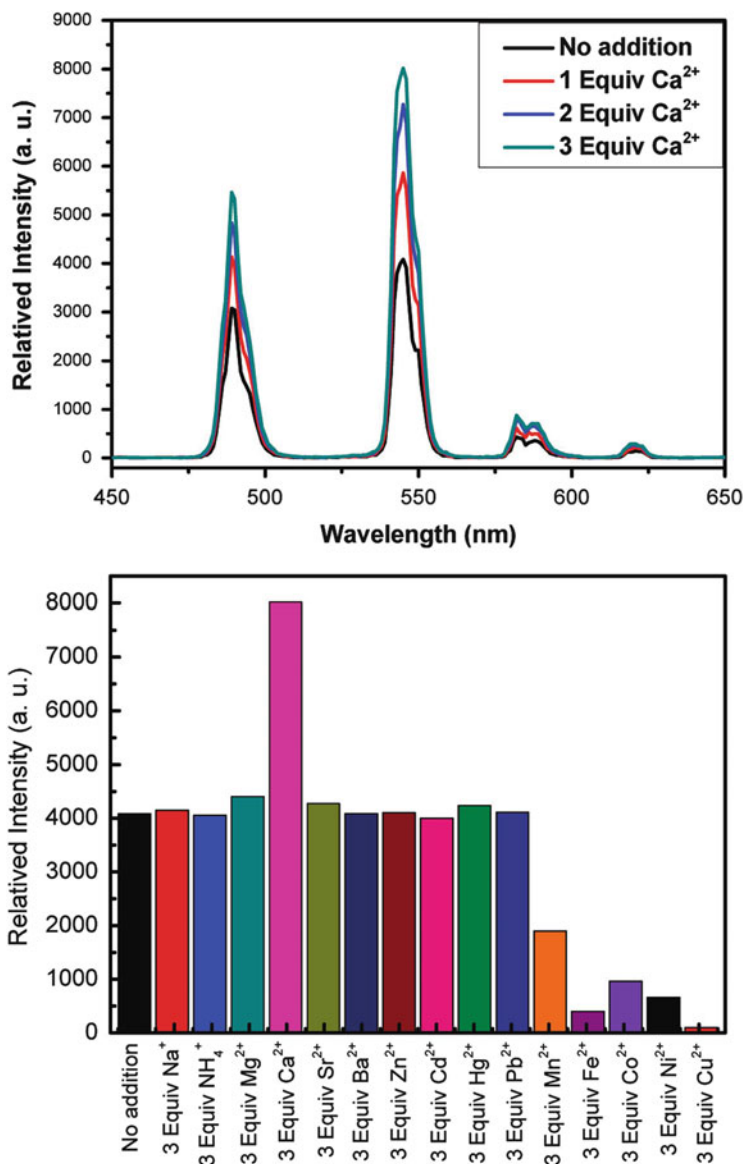 9000
8000
7000
6000
5000
4000
3000
2000
1000
0
Relatived Intensity (a. u.)
No addition
1 Equiv Ca²⁺
2 Equiv Ca²⁺
3 Equiv Ca²⁺
450 500 550 600 650
Wavelength (nm)
8000
7000
6000
5000
4000
3000
2000
1000
0
Relatived Intensity (a. u.)
No addition
3 Equiv Na⁺
3 Equiv NH₄⁺
3 Equiv Mg²⁺
3 Equiv Ca²⁺
3 Equiv Sr²⁺
3 Equiv Ba²⁺
3 Equiv Zn²⁺
3 Equiv Cd²⁺
3 Equiv Hg²⁺
3 Equiv Pb²⁺
3 Equiv Mn²⁺
3 Equiv Fe²⁺
3 Equiv Co²⁺
3 Equiv Ni²⁺
3 Equiv Cu²⁺